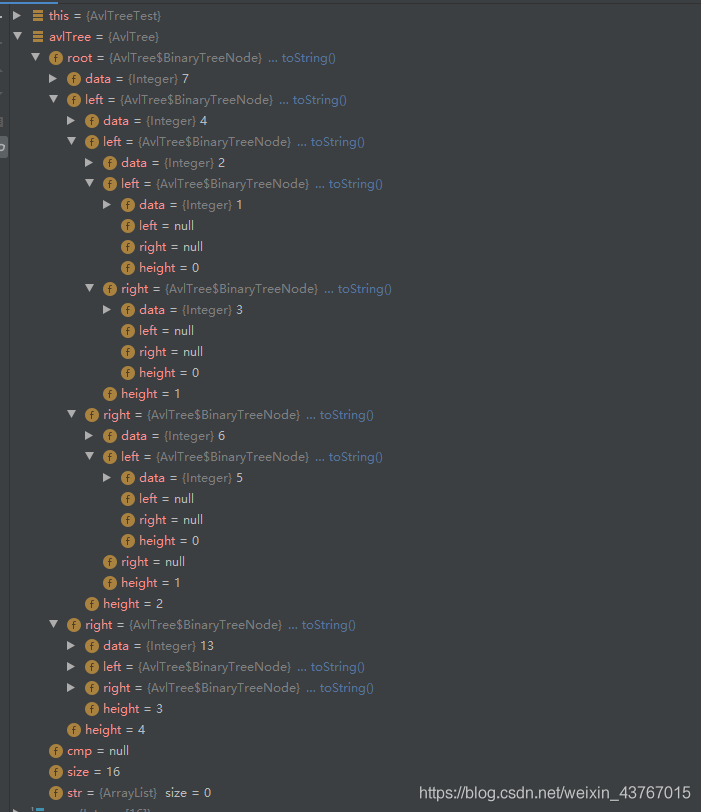 this = {AvlTreeTest}
avlTree = {AvlTree}
f root = {AvlTree$BinaryTreeNode} ... toString()
f data = {Integer} 7
f left = {AvlTree$BinaryTreeNode} ... toString()
f data = {Integer} 4
f left = {AvlTree$BinaryTreeNode} ... toString()
f data = {Integer} 2
f left = {AvlTree$BinaryTreeNode} ... toString()
f data = {Integer} 1
f left = null
f right = null
f height = 0
f right = {AvlTree$BinaryTreeNode} ... toString()
f data = {Integer} 3
f left = null
f right = null
f height = 0
f height = 1
f right = {AvlTree$BinaryTreeNode} ... toString()
f data = {Integer} 6
f left = {AvlTree$BinaryTreeNode} ... toString()
f data = {Integer} 5
f left = null
f right = null
f height = 0
f right = null
f height = 1
f height = 2
f right = {AvlTree$BinaryTreeNode} ... toString()
f data = {Integer} 13
f left = {AvlTree$BinaryTreeNode} ... toString()
f right = {AvlTree$BinaryTreeNode} ... toString()
f height = 3
f height = 4
f cmp = null
f size = 16
f str = {ArrayList} size = 0
https://blog.csdn.net/weixin_43767015